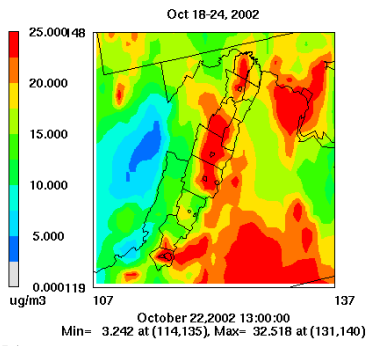 Oct 18-24, 2002
25.000
148
20.000
15.000
10.000
5.000
0.000
119
ug/m3
107
137
October 22,2002 13:00:00
Min= 3.242 at (114,135), Max= 32.518 at (131,140)